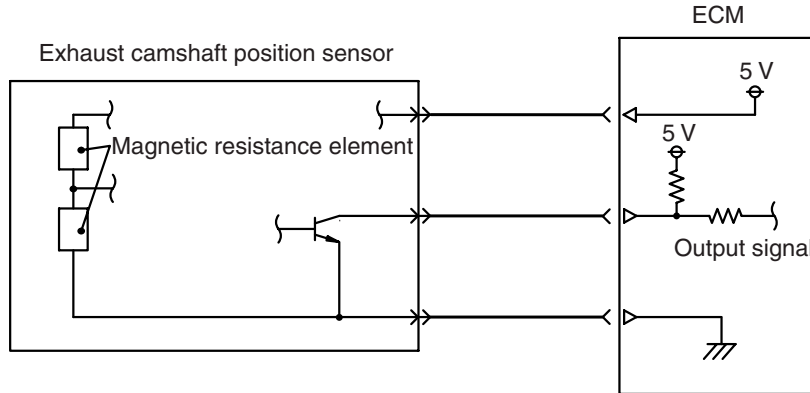 ECM
Exhaust camshaft position sensor
5 V
5 V
Magnetic resistance element
Output signal